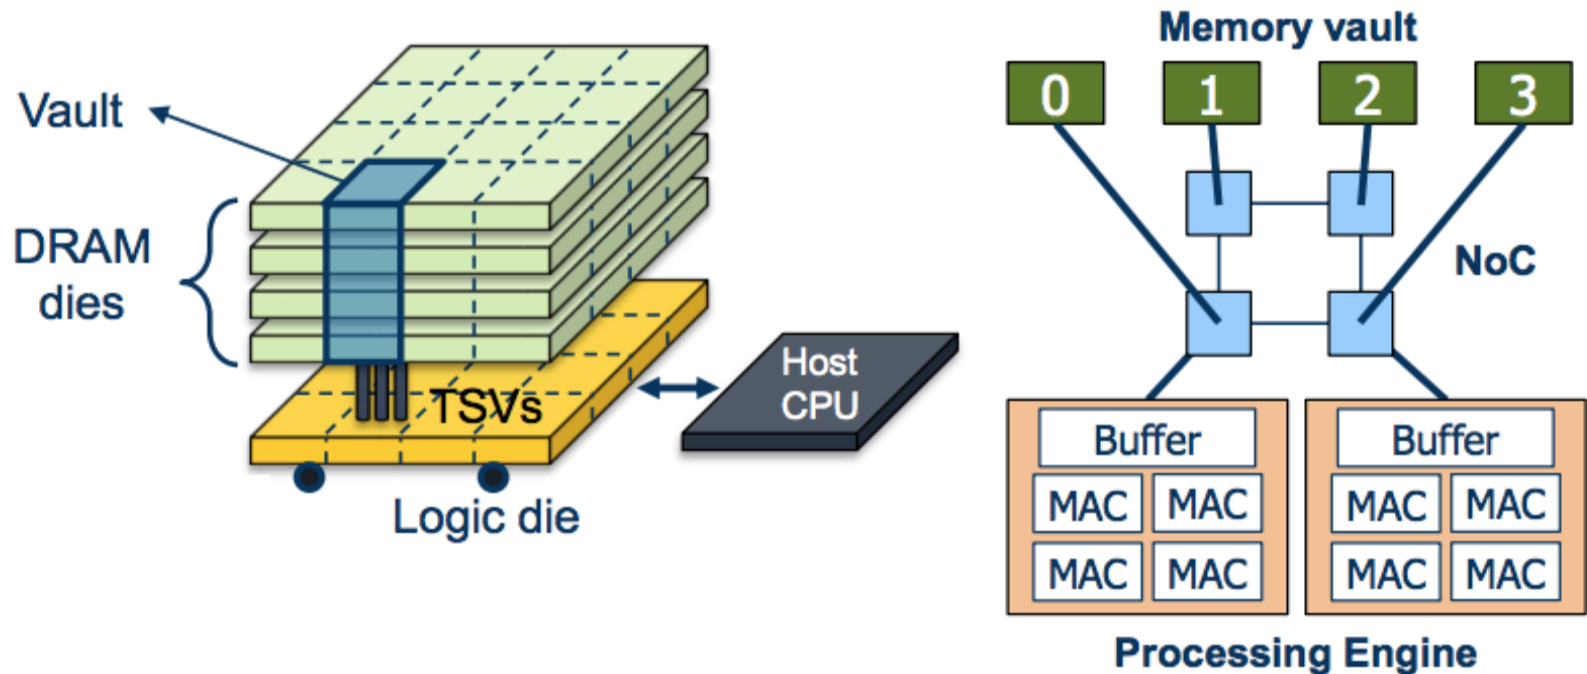 Vault
DRAM
dies
TSVs
Host
CPU
Logic die
Memory vault
0 1 2 3
NoC
Buffer Buffer
MAC MAC MAC MAC
MAC MAC MAC MAC
Processing Engine